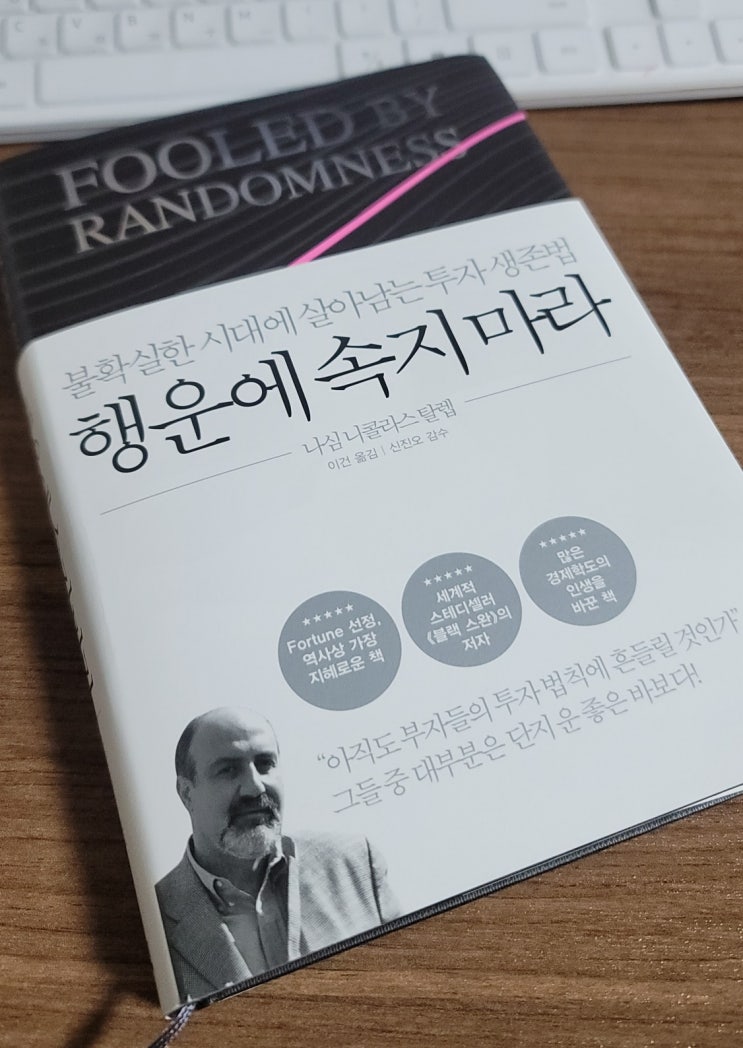 FOOLED BY
RANDOMNESS
불확실한 시대에 살아남는 투자 생존법
행운에 속지 마라
나심 니콜라스 탈렙
이건 옮김 | 신진오 감수
★★★★★
Fortune 선정,
역사상 가장
지혜로운 책
★★★★★
세계적
스테디셀러
《블랙 스완》의
저자
★★★★★
많은
경제학도의
인생을
바꾼 책
“아직도 부자들의 투자 법칙에 흔들릴 것인가”
그들 중 대부분은 단지 운 좋은 바보다!